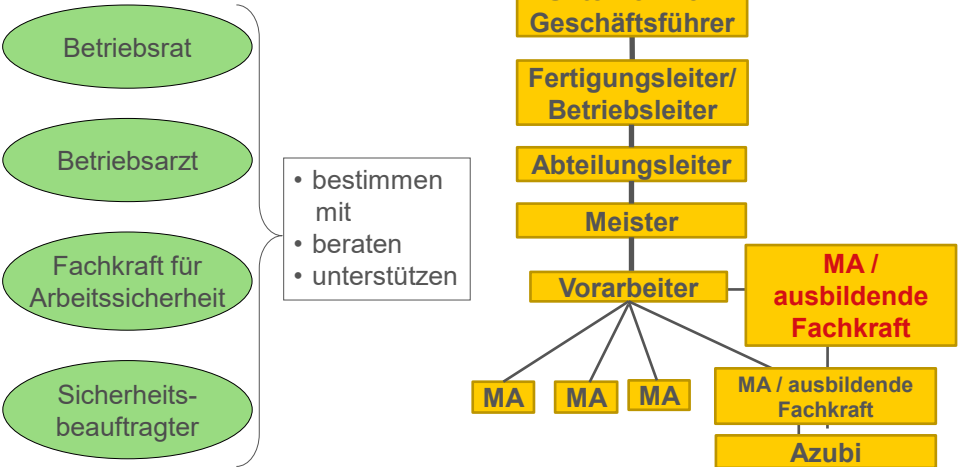 Betriebsrat
Betriebsarzt
Fachkraft für
Arbeitssicherheit
Sicherheits-
beauftragter
• bestimmen
mit
• beraten
• unterstützen
Geschäftsführer
Fertigungsleiter/
Betriebsleiter
Abteilungsleiter
Meister
Vorarbeiter
MA /
ausbildende
Fachkraft
MA
MA
MA
MA / ausbildende
Fachkraft
Azubi